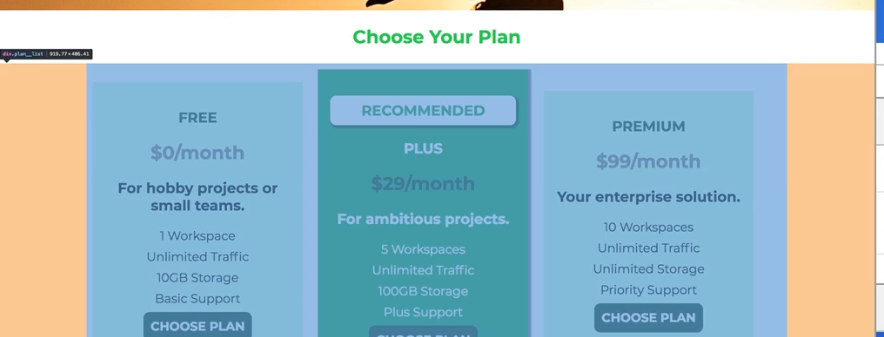 Choose Your Plan
div.plan__list | 919.77×486.41
FREE
$0/month
For hobby projects or
small teams.
1 Workspace
Unlimited Traffic
10GB Storage
Basic Support
CHOOSE PLAN
RECOMMENDED
PLUS
$29/month
For ambitious projects.
5 Workspaces
Unlimited Traffic
100GB Storage
Plus Support
CHOOSE PLAN
PREMIUM
$99/month
Your enterprise solution.
10 Workspaces
Unlimited Traffic
Unlimited Storage
Priority Support
CHOOSE PLAN